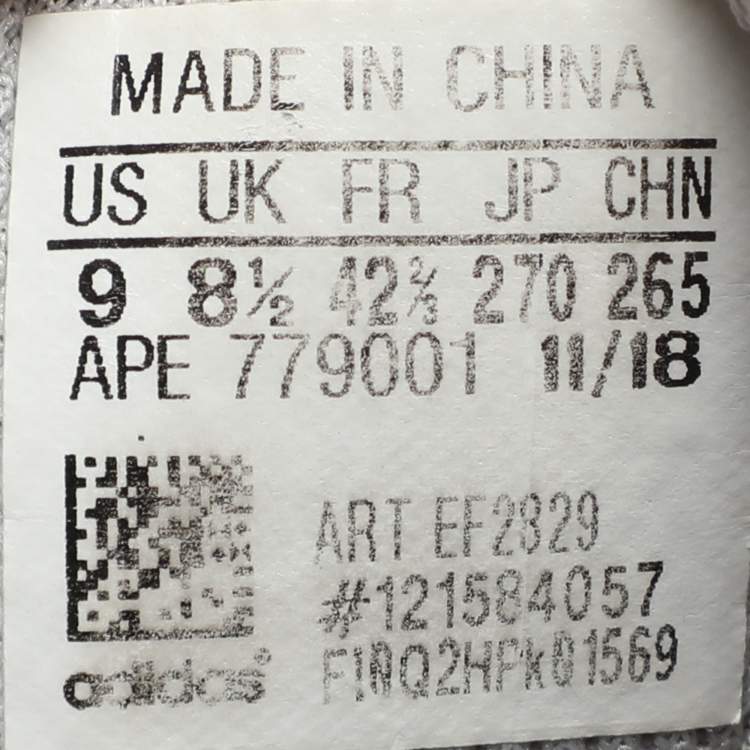 MADE IN CHINA
US UK FR JP CHN
9 8½ 42⅔ 270 265
APE 779001 11/18
ART EF2829
#121584057
adidas®